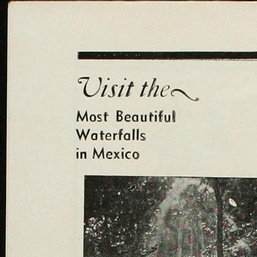 Visit the
Most Beautiful
Waterfalls
in Mexico